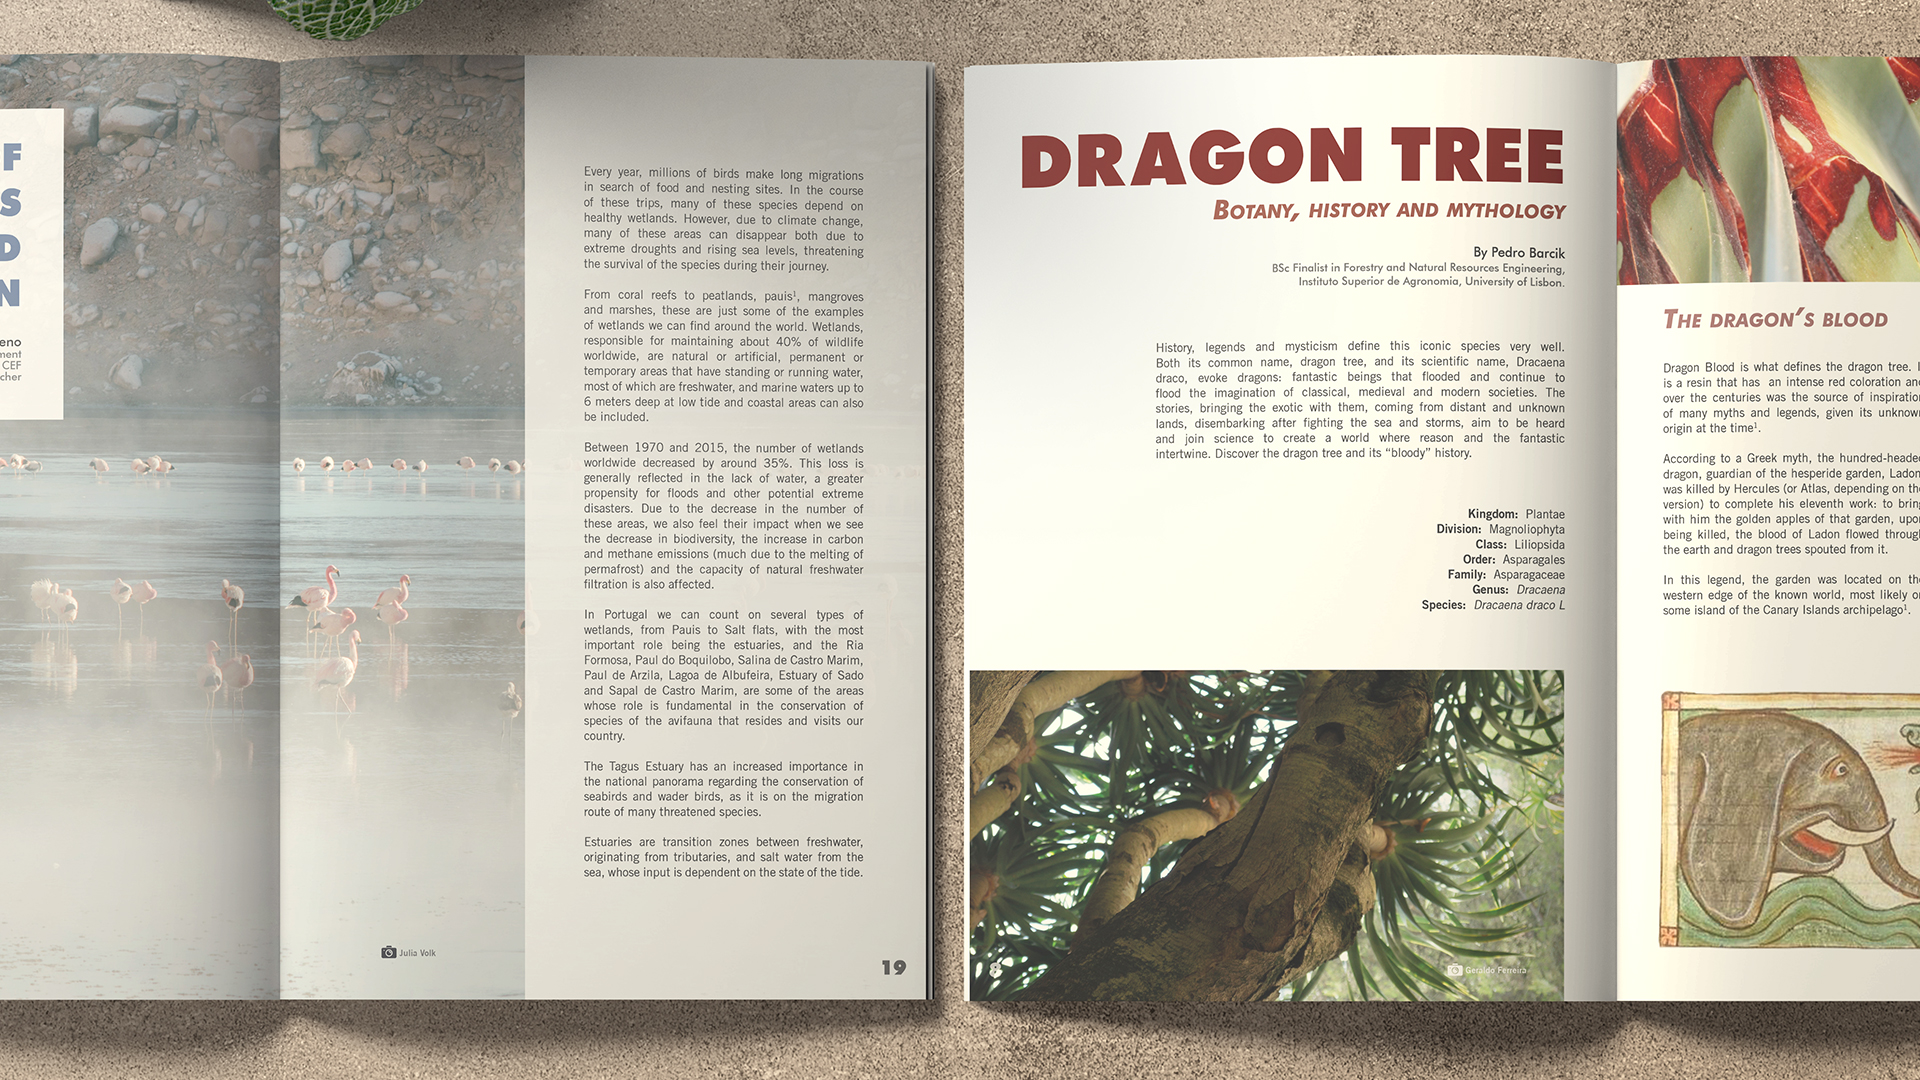 F
S
D
N
Every year, millions of birds make long migrations
in search of food and nesting sites. In the course
of these trips, many of these species depend on
healthy wetlands. However, due to climate change,
many of these areas can disappear both due to
extreme droughts and rising sea levels, threatening
the survival of the species during their journey.
From coral reefs to peatlands, pauis¹, mangroves
and marshes, these are just some of the examples
of wetlands we can find around the world. Wetlands,
responsible for maintaining about 40% of wildlife
worldwide, are natural or artificial, permanent or
temporary areas that have standing or running water,
most of which are freshwater, and marine waters up to
6 meters deep at low tide and coastal areas can also
be included.
Between 1970 and 2015, the number of wetlands
worldwide decreased by around 35%. This loss is
generally reflected in the lack of water, a greater
propensity for floods and other potential extreme
disasters. Due to the decrease in the number of
these areas, we also feel their impact when we see
the decrease in biodiversity, the increase in carbon
and methane emissions (much due to the melting of
permafrost) and the capacity of natural freshwater
filtration is also affected.
In Portugal we can count on several types of
wetlands, from Pauis to Salt flats, with the most
important role being the estuaries, and the Ria
Formosa, Paul do Boquilobo, Salina de Castro Marim,
Paul de Arzila, Lagoa de Albufeira, Estuary of Sado
and Sapal de Castro Marim, are some of the areas
whose role is fundamental in the conservation of
species of the avifauna that resides and visits our
country.
The Tagus Estuary has an increased importance in
the national panorama regarding the conservation of
seabirds and wader birds, as it is on the migration
route of many threatened species.
Estuaries are transition zones between freshwater,
originating from tributaries, and salt water from the
sea, whose input is dependent on the state of the tide.
Julia Volk
19
DRAGON TREE
BOTANY, HISTORY AND MYTHOLOGY
By Pedro Barcik
BSc Finalist in Forestry and Natural Resources Engineering,
Instituto Superior de Agronomia, University of Lisbon.
History, legends and mysticism define this iconic species very well.
Both its common name, dragon tree, and its scientific name, Dracaena
draco, evoke dragons: fantastic beings that flooded and continue to
flood the imagination of classical, medieval and modern societies. The
stories, bringing the exotic with them, coming from distant and unknown
lands, disembarking after fighting the sea and storms, aim to be heard
and join science to create a world where reason and the fantastic
intertwine. Discover the dragon tree and its “bloody” history.
Kingdom: Plantae
Division: Magnoliophyta
Class: Liliopsida
Order: Asparagales
Family: Asparagaceae
Genus: Dracaena
Species: Dracaena draco L
8
Geraldo Ferreira
THE DRAGON’S BLOOD
Dragon Blood is what defines the dragon tree.
is a resin that has an intense red coloration and
over the centuries was the source of inspiration
of many myths and legends, given its unknown
origin at the time¹.
According to a Greek myth, the hundred-headed
dragon, guardian of the hesperide garden, Ladon,
was killed by Hercules (or Atlas, depending on the
version) to complete his eleventh work: to bring
with him the golden apples of that garden, upon
being killed, the blood of Ladon flowed through
the earth and dragon trees spouted from it.
In this legend, the garden was located on the
western edge of the known world, most likely on
some island of the Canary Islands archipelago¹.